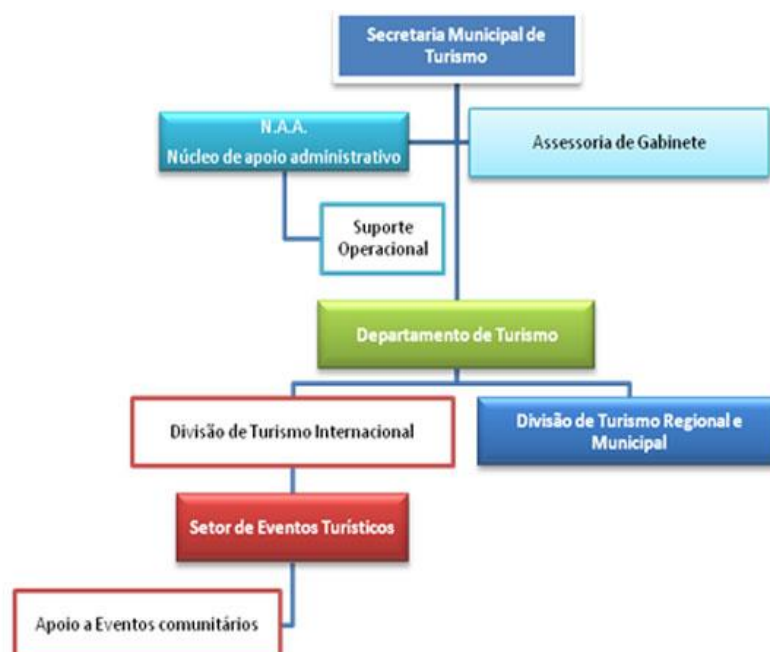 Secretaria Municipal de
Turismo
N.A.A.
Núcleo de apoio administrativo
Assessoria de Gabinete
Suporte
Operacional
Departamento de Turismo
Divisão de Turismo Internacional
Divisão de Turismo Regional e
Municipal
Setor de Eventos Turísticos
Apoio a Eventos comunitários